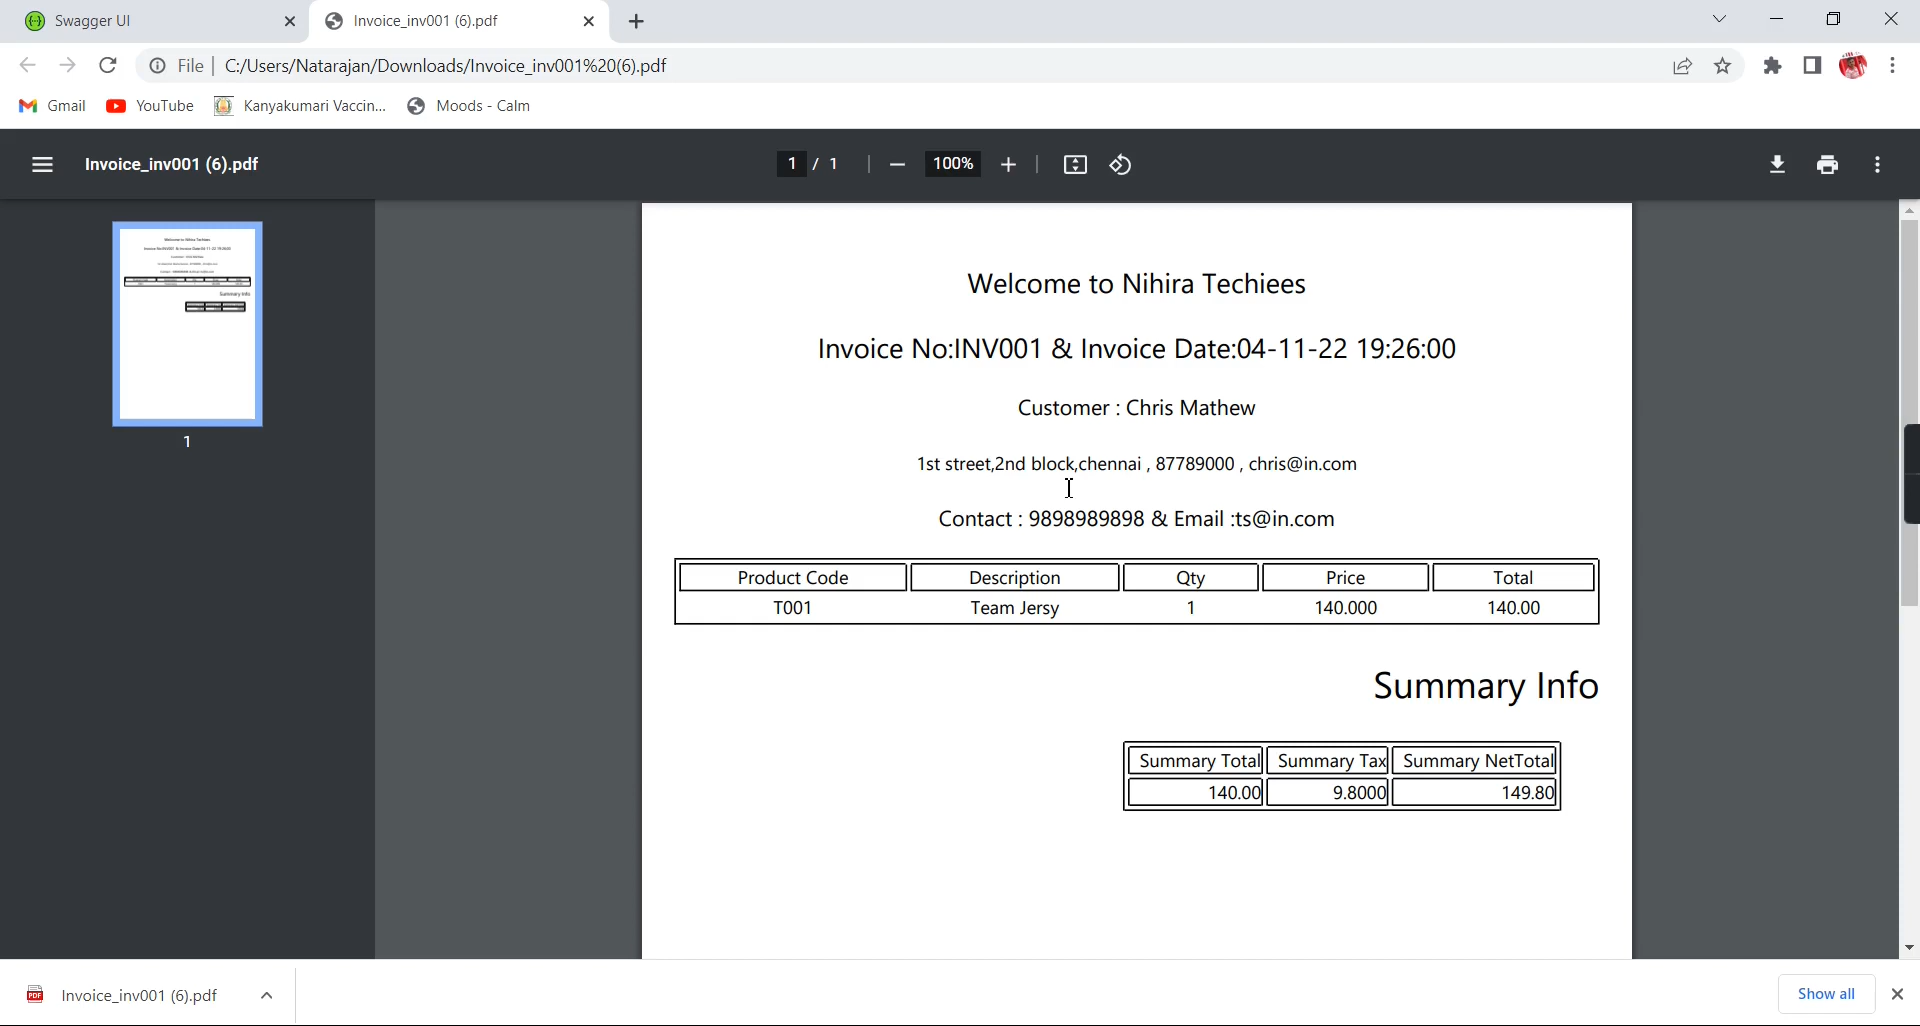 Swagger UI
Invoice_inv001 (6).pdf
File | C:/Users/Natarajan/Downloads/Invoice_inv001%20(6).pdf
Gmail YouTube Kanyakumari Vaccin... Moods - Calm
Invoice_inv001 (6).pdf
1 / 1
100%
1
Welcome to Nihira Techiees
Invoice No:INV001 & Invoice Date:04-11-22 19:26:00
Customer : Chris Mathew
1st street,2nd block,chennai , 87789000 , chris@in.com
Contact : 9898989898 & Email :ts@in.com
Product Code Description Qty Price Total
T001 Team Jersy 1 140.000 140.00
Summary Info
Summary Total Summary Tax Summary NetTotal
140.00 9.8000 149.80
PDF Invoice_inv001 (6).pdf
Show all